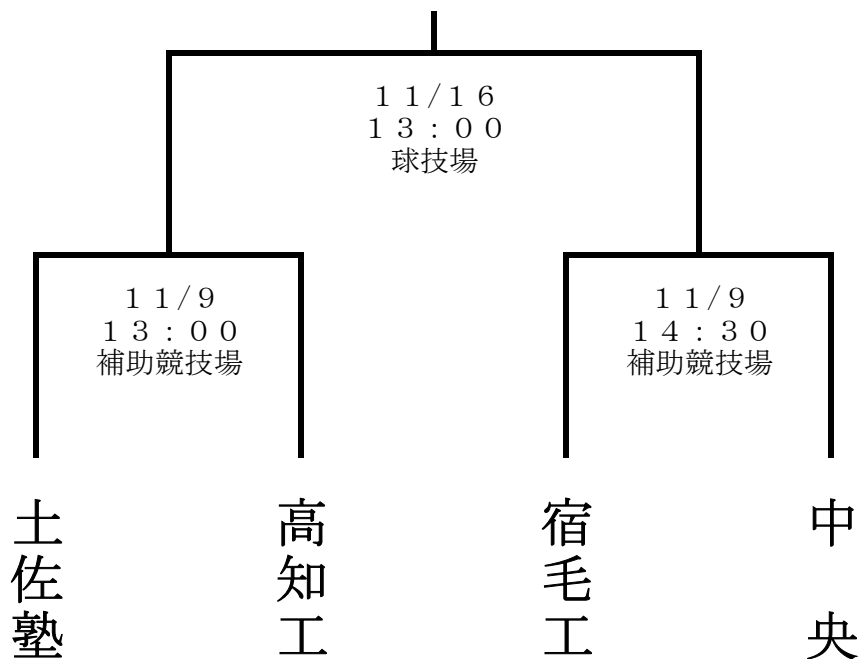 １１/１６
１３：００
球技場
１１/９
１３：００
補助競技場
１１/９
１４：３０
補助競技場
土佐塾
高知工
宿毛工
中　央